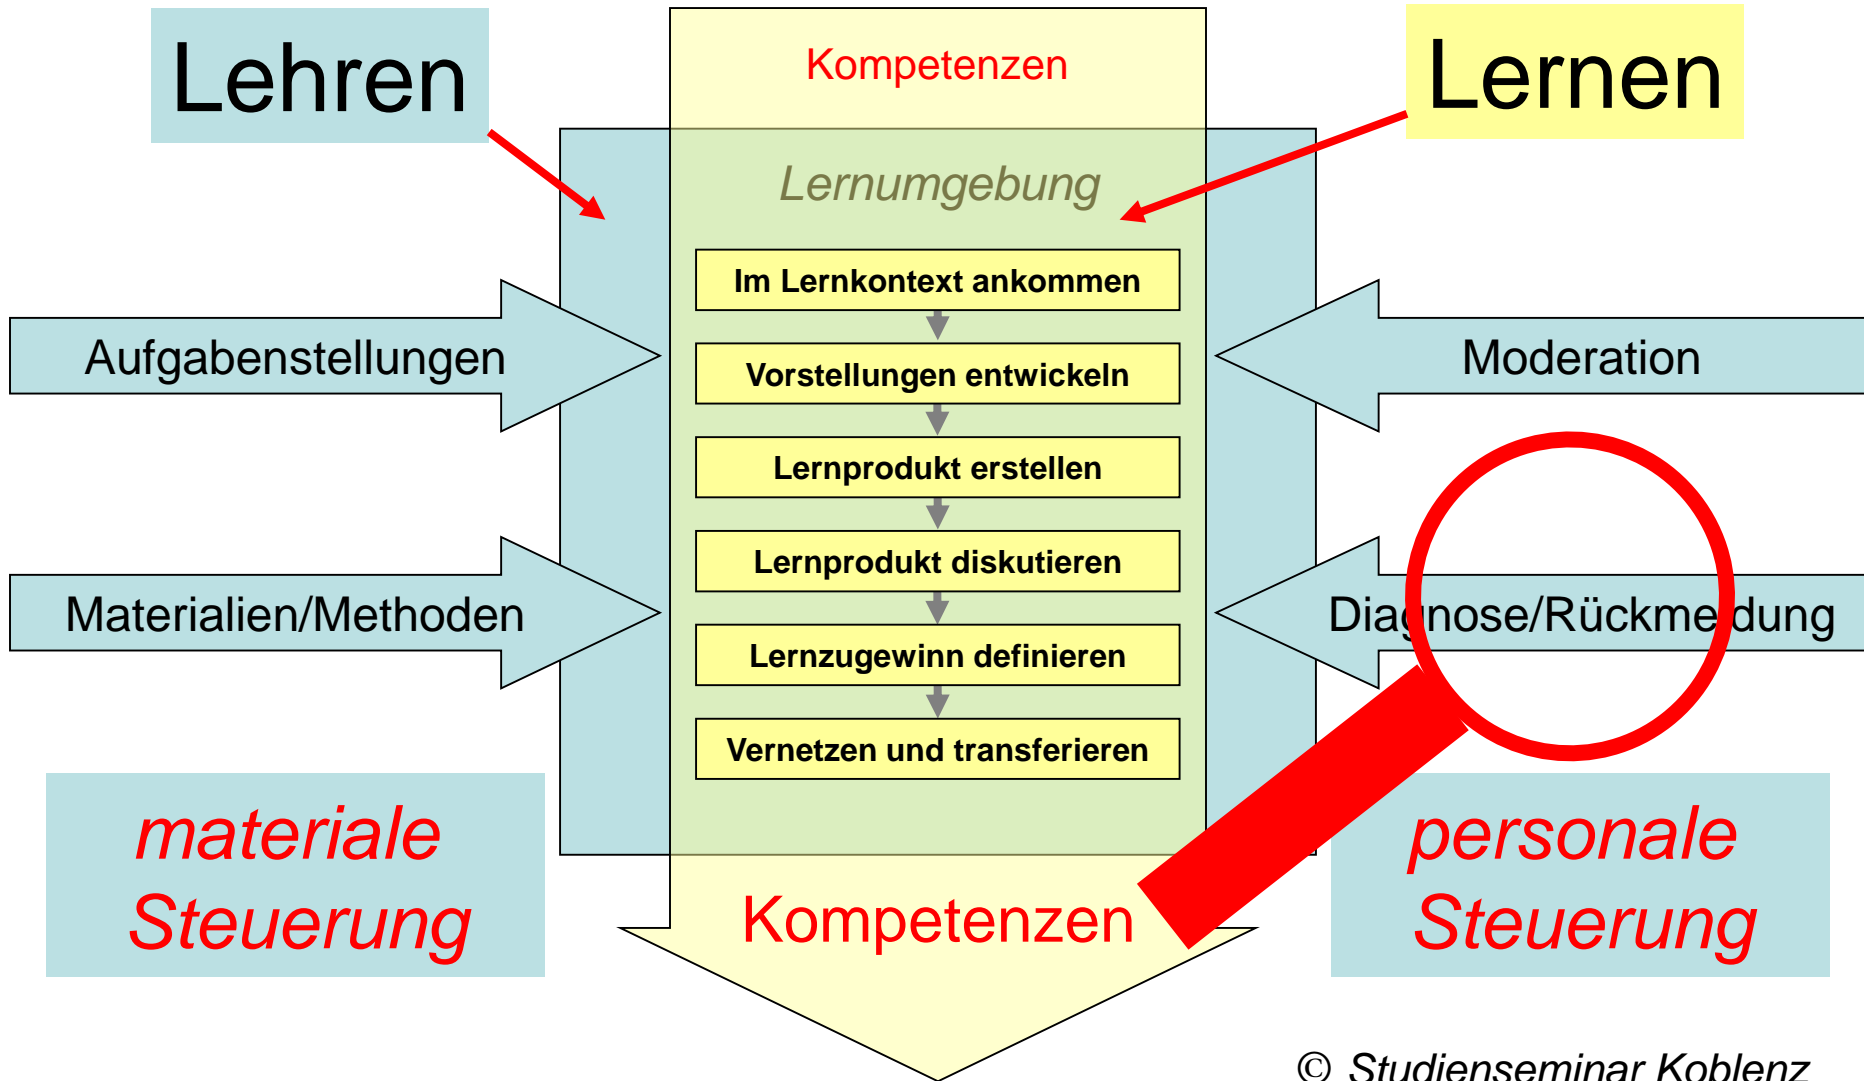 Lehren
Kompetenzen
Lernen
Lernumgebung
Im Lernkontext ankommen
Aufgabenstellungen
Moderation
Vorstellungen entwickeln
Lernprodukt erstellen
Lernprodukt diskutieren
Materialien/Methoden
Diagnose/Rückmeldung
Lernzugewinn definieren
Vernetzen und transferieren
materiale
Steuerung
personale
Steuerung
Kompetenzen
© Studienseminar Koblenz